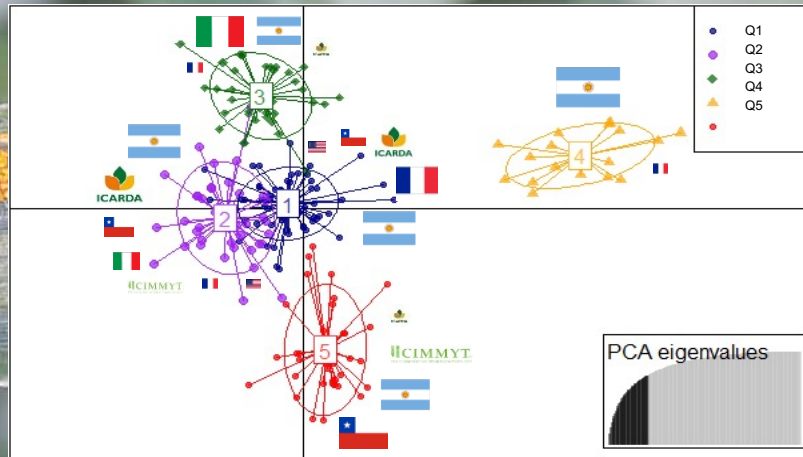 Q1
Q2
Q3
Q4
Q5
3
4
ICARDA
ICARDA
1
2
CIMMYT
5
CIMMYT
PCA eigenvalues